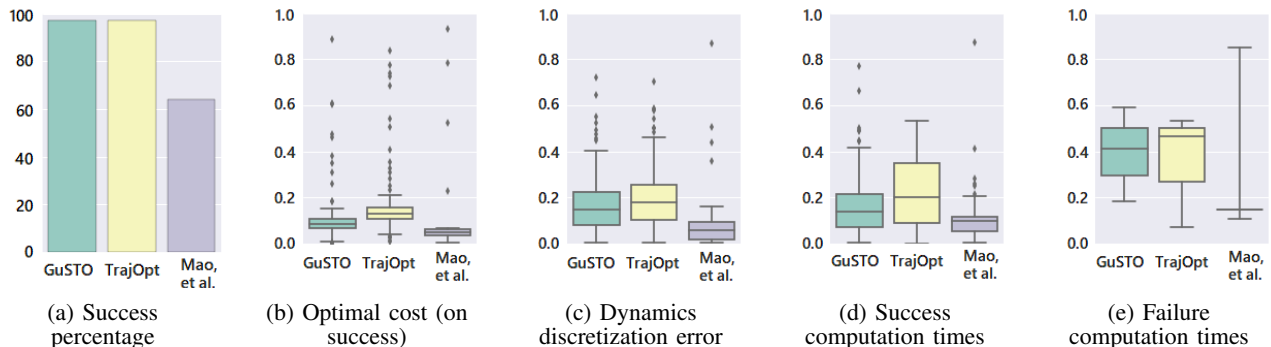 100
80
60
40
20
0
GuSTO TrajOpt Mao, et al.
(a) Success
percentage
1.0
0.8
0.6
0.4
0.2
0.0
GuSTO TrajOpt Mao, et al.
(b) Optimal cost (on
success)
1.0
0.8
0.6
0.4
0.2
0.0
GuSTO TrajOpt Mao, et al.
(c) Dynamics
discretization error
1.0
0.8
0.6
0.4
0.2
0.0
GuSTO TrajOpt Mao, et al.
(d) Success
computation times
1.0
0.8
0.6
0.4
0.2
0.0
GuSTO TrajOpt Mao, et al.
(e) Failure
computation times